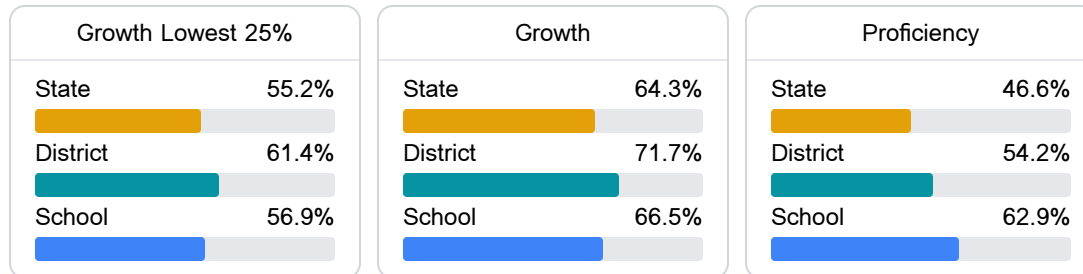 Growth Lowest 25%
State 55.2%
District 61.4%
School 56.9%
Growth
State 64.3%
District 71.7%
School 66.5%
Proficiency
State 46.6%
District 54.2%
School 62.9%